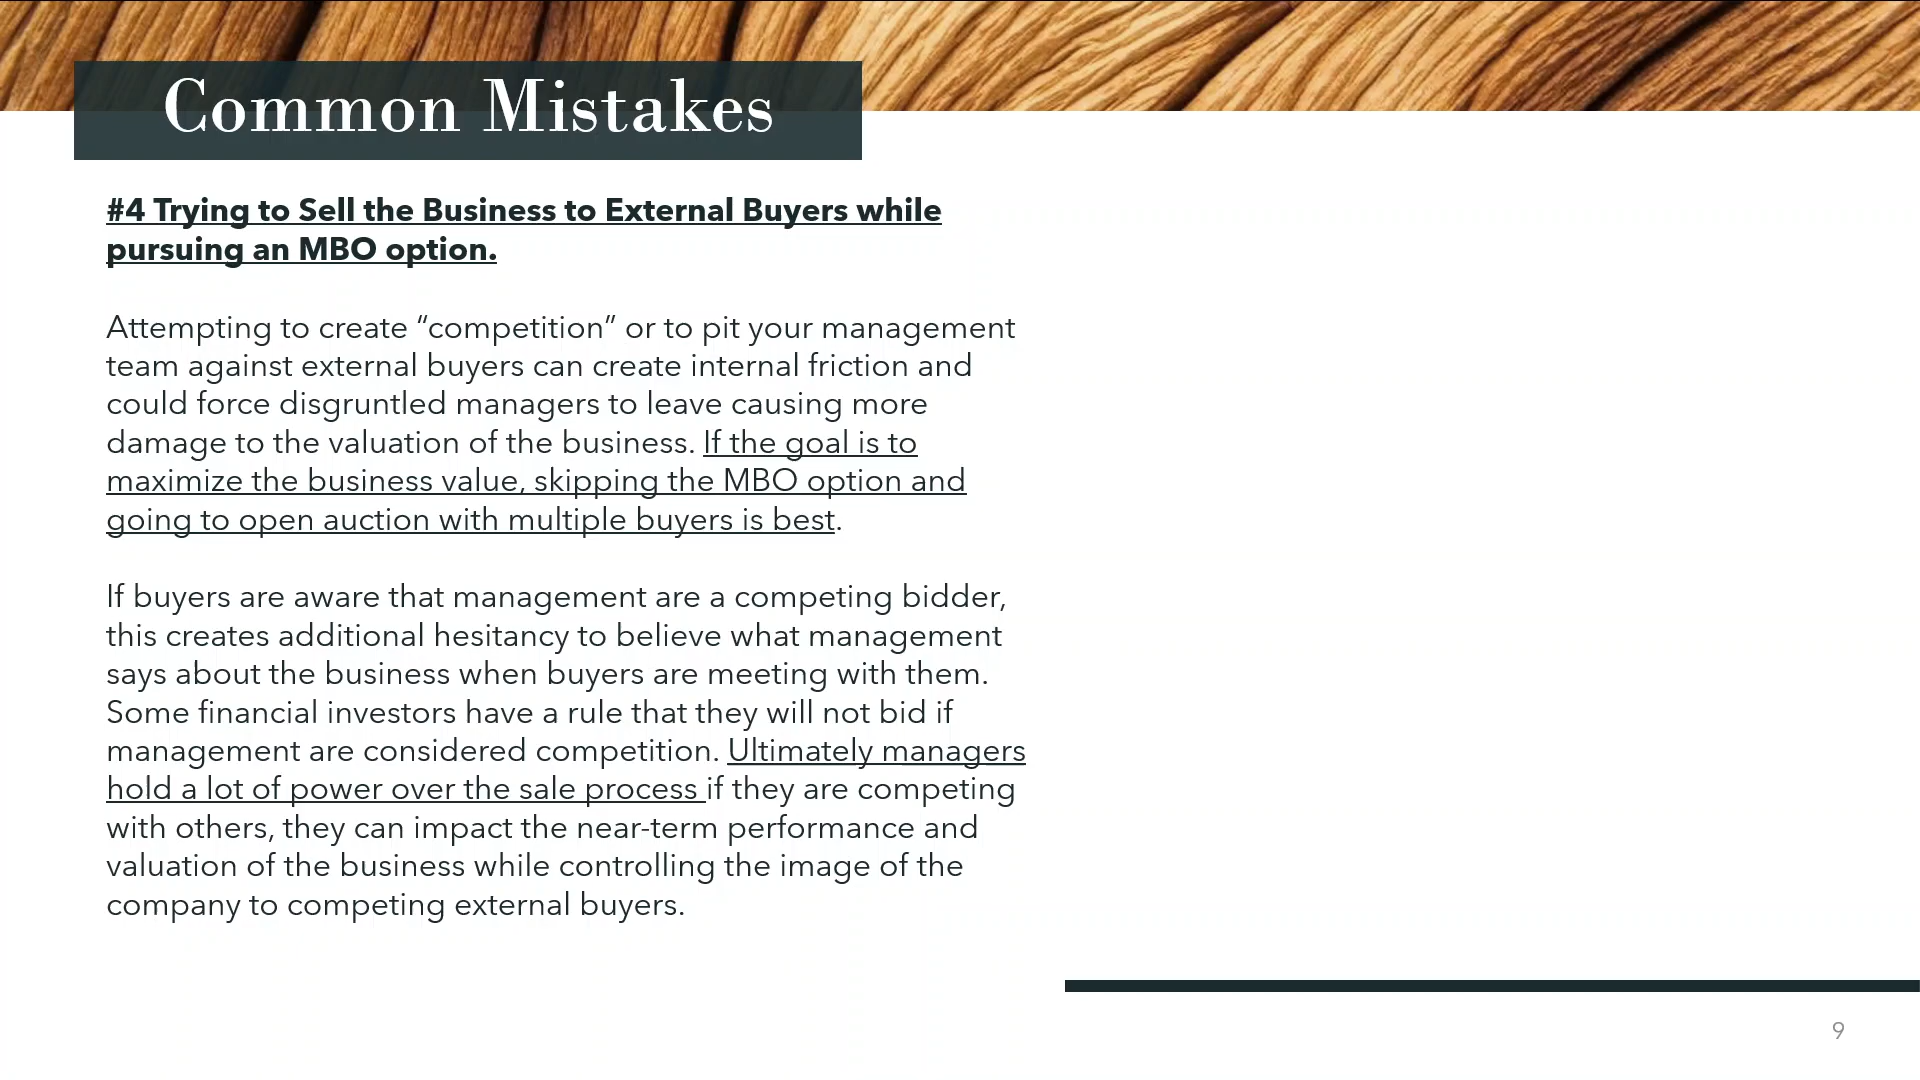 Common Mistakes
#4 Trying to Sell the Business to External Buyers while
pursuing an MBO option.
Attempting to create “competition” or to pit your management
team against external buyers can create internal friction and
could force disgruntled managers to leave causing more
damage to the valuation of the business. If the goal is to
maximize the business value, skipping the MBO option and
going to open auction with multiple buyers is best.
If buyers are aware that management are a competing bidder,
this creates additional hesitancy to believe what management
says about the business when buyers are meeting with them.
Some financial investors have a rule that they will not bid if
management are considered competition. Ultimately managers
hold a lot of power over the sale process if they are competing
with others, they can impact the near-term performance and
valuation of the business while controlling the image of the
company to competing external buyers.
9